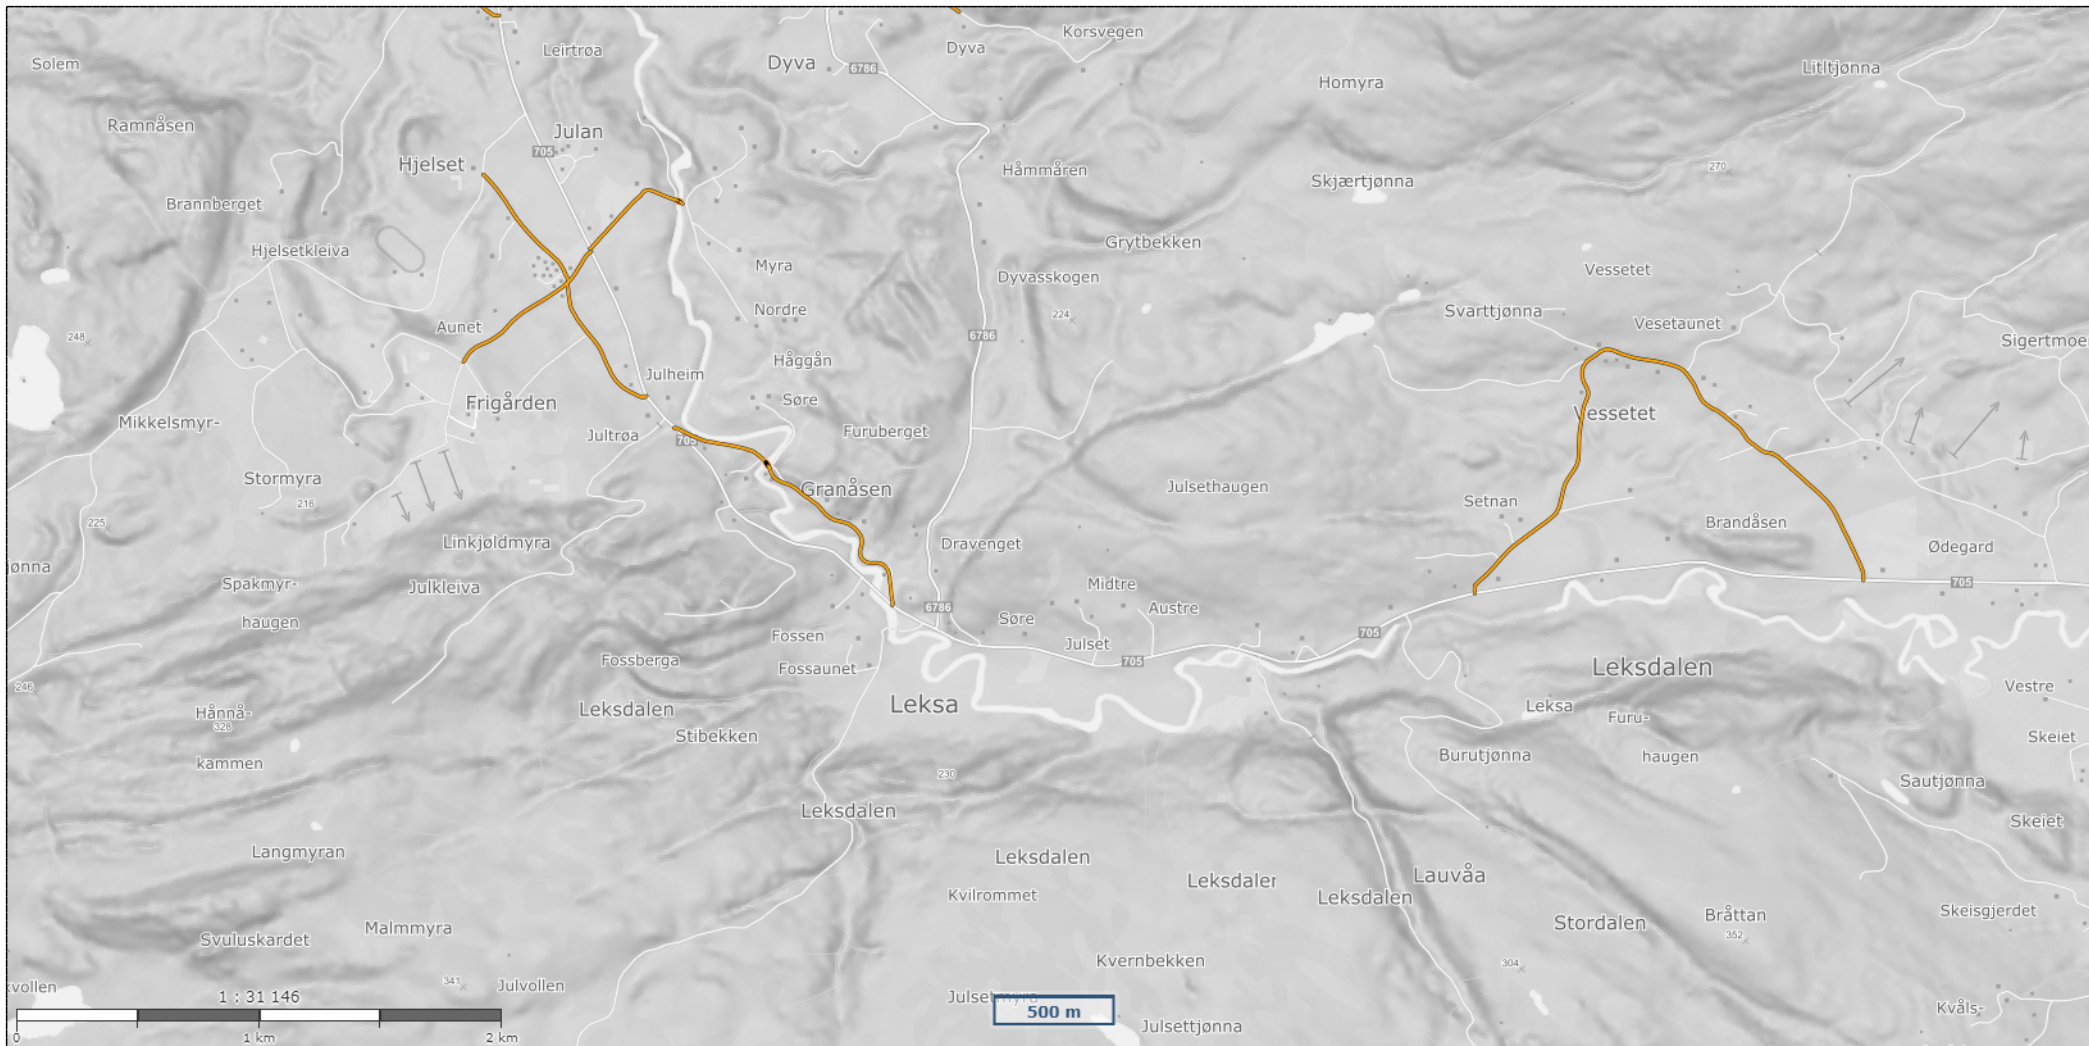 Leirtrøa
Dyva
Korsvegen
Solem
Dyva
6786
Homyra
Litltjønna
Ramnåsen
Julan
705
Hjelset
Håmmåren
270
Skjærtjønna
Brannberget
Grytbekken
Hjelsetkleiva
Myra
Dyvasskogen
Vessetet
Nordre
224
Svarttjønna
Vesetaunet
Aunet
248
6786
Sigertmoen
Håggån
Julheim
Søre
Frigården
Vessetet
Mikkelsmyr-
Jultrøa
705
Furuberget
Stormyra
Granåsen
Julsethaugen
216
Setnan
225
Brandåsen
Linkjøldmyra
Dravenget
Ødegard
jønna
Spakmyr-
Julkleiva
Midtre
705
6786
Austre
haugen
Søre
Fossen
Julset
705
Fossberga
Fossaunet
705
Leksdalen
246
Vestre
Hånnå-
328
Leksdalen
Leksa
Leksa
Furu-
Stibekken
Skeiet
kammen
Burutjønna
haugen
230
Sautjønna
Leksdalen
Skeiet
Langmyran
Leksdalen
Lauvåa
Leksdaler
Kvilrommet
Leksdalen
Skeisgjerdet
Bråttan
Stordalen
352
Malmmyra
Svuluskardet
Kvernbekken
304
341
Julvollen
kvollen
1 : 31 146
Julsetmyra
Kvåls-
500 m
Julsettjønna
0 1 km 2 km